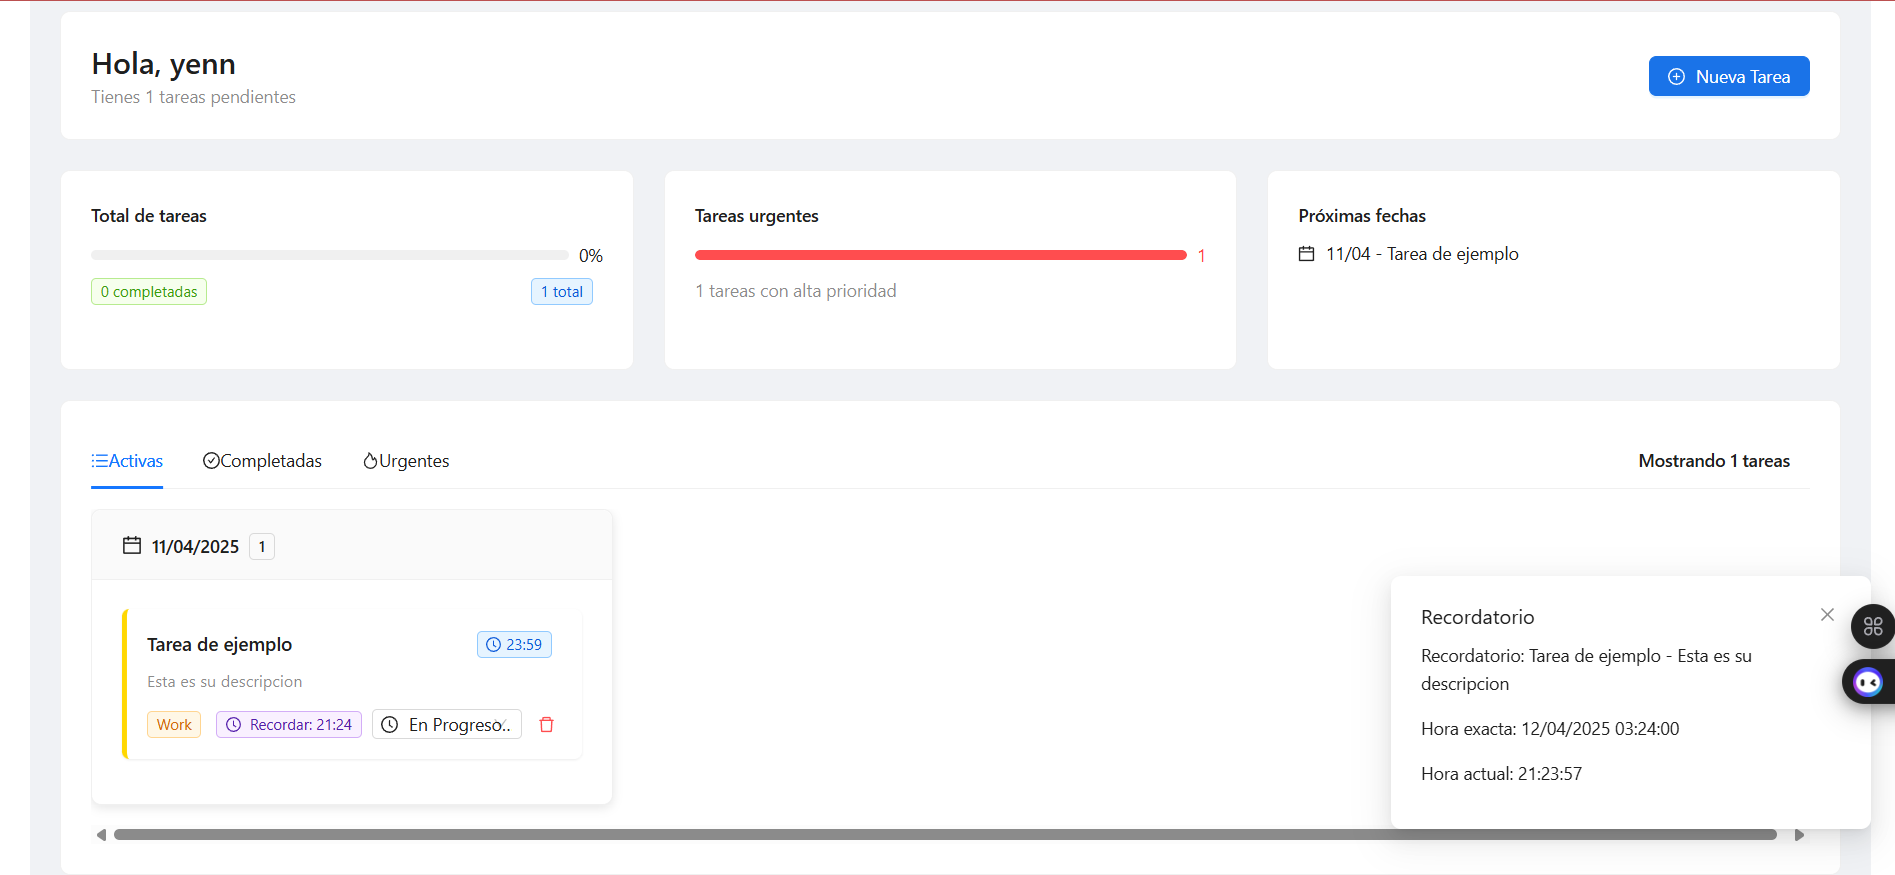 Hola, yenn
Tienes 1 tareas pendientes
Nueva Tarea
Total de tareas
0%
0 completadas
1 total
Tareas urgentes
1
1 tareas con alta prioridad
Próximas fechas
11/04 - Tarea de ejemplo
Activas
Completadas
Urgentes
Mostrando 1 tareas
11/04/2025
1
Tarea de ejemplo
23:59
Esta es su descripcion
Work
Recordar: 21:24
En Progreso..
Recordatorio
Recordatorio: Tarea de ejemplo - Esta es su
descripcion
Hora exacta: 12/04/2025 03:24:00
Hora actual: 21:23:57